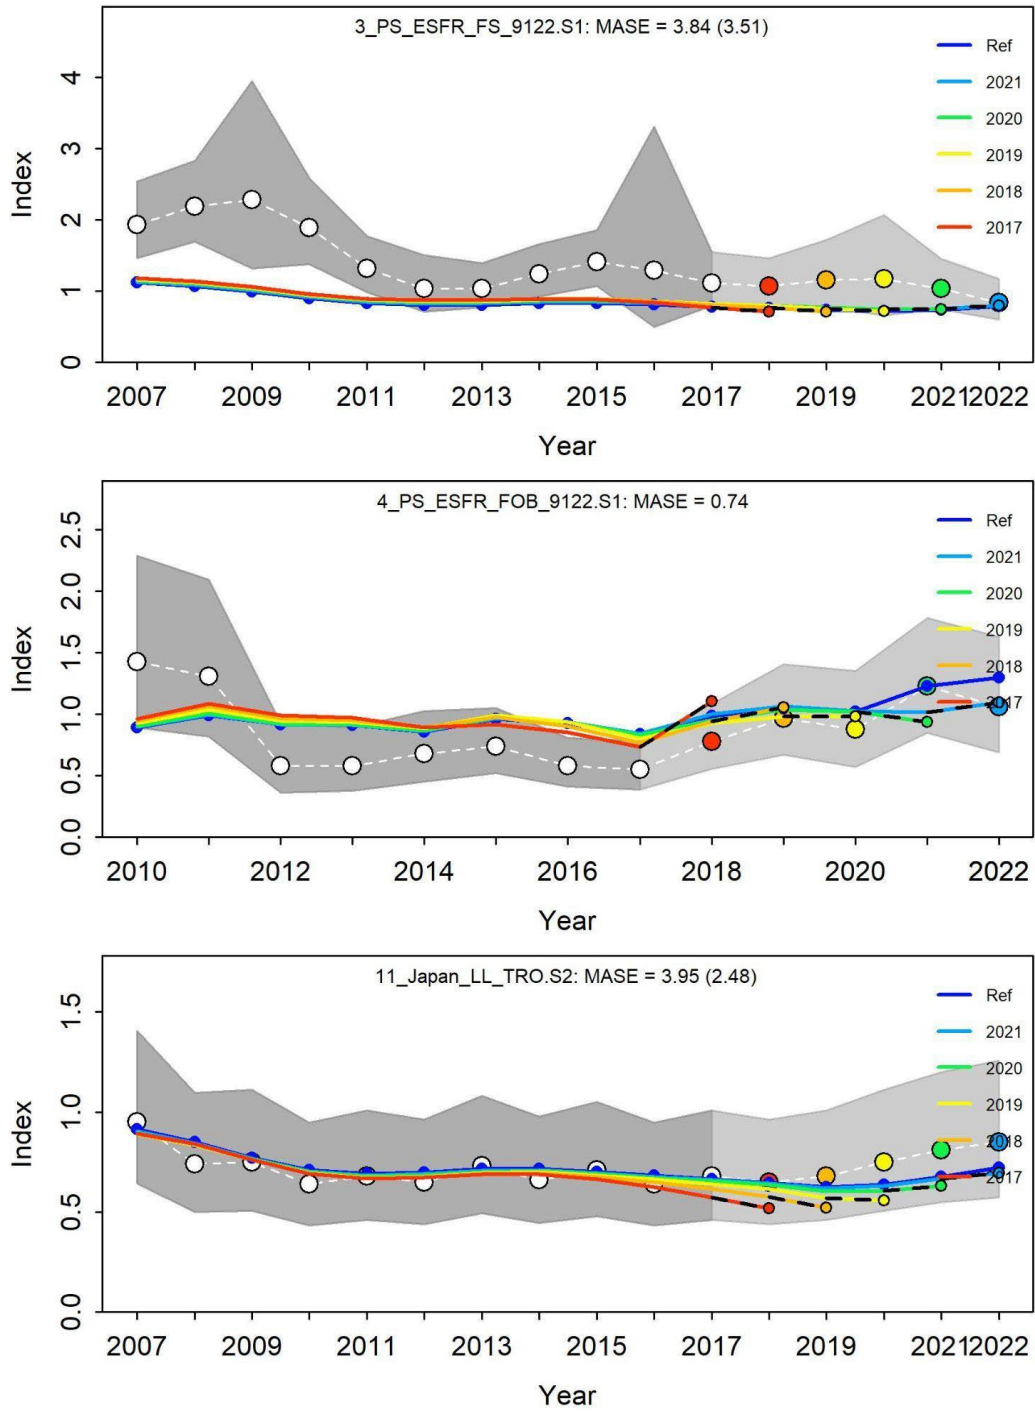 3_PS_ESFR_FS_9122.S1: MASE = 3.84 (3.51)
Index
4
3
2
1
0
Ref
2021
2020
2019
2018
2017
2007 2009 2011 2013 2015 2017 2019 2021 2022
Year
4_PS_ESFR_FOB_9122.S1: MASE = 0.74
Index
2.5
2.0
1.5
1.0
0.5
0.0
Ref
2021
2020
2019
2018
2017
2010 2012 2014 2016 2018 2020 2022
Year
11_Japan_LL_TRO.S2: MASE = 3.95 (2.48)
Index
1.5
1.0
0.5
0.0
Ref
2021
2020
2019
2018
2017
2007 2009 2011 2013 2015 2017 2019 2021 2022
Year